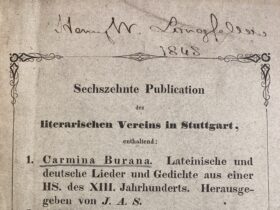 Henry W. Longfellow
1848
Sechszehnte Publication
des
literarischen Vereins in Stuttgart,
enthaltend:
1. Carmina Burana. Lateinische und
deutsche Lieder und Gedichte aus einer
HS. des XIII. Jahrhunderts. Herausge-
geben von J. A. S.